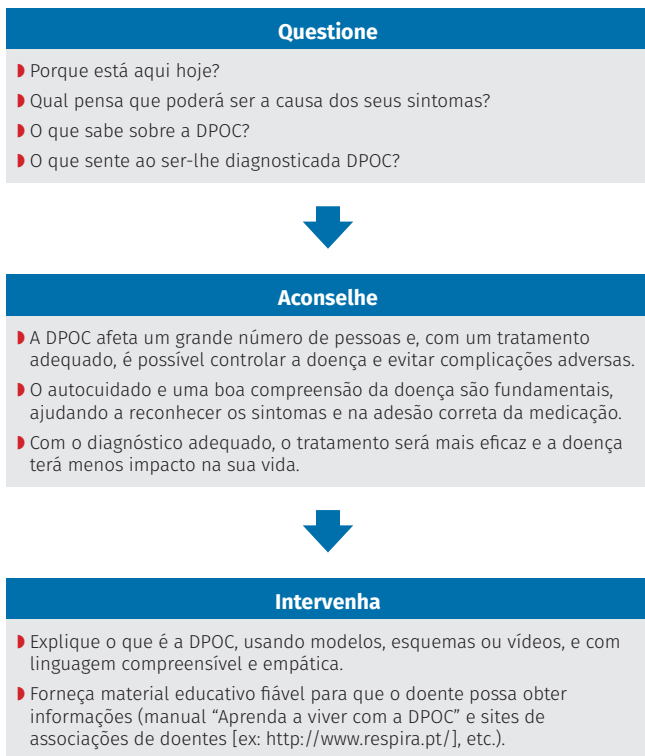 Questione
Porque está aqui hoje?
Qual pensa que poderá ser a causa dos seus sintomas?
O que sabe sobre a DPOC?
O que sente ao ser-lhe diagnosticada DPOC?
Aconselhe
A DPOC afeta um grande número de pessoas e, com um tratamento
adequado, é possível controlar a doença e evitar complicações adversas.
O autocuidado e uma boa compreensão da doença são fundamentais,
ajudando a reconhecer os sintomas e na adesão correta da medicação.
Com o diagnóstico adequado, o tratamento será mais eficaz e a doença
terá menos impacto na sua vida.
Intervenha
Explique o que é a DPOC, usando modelos, esquemas ou vídeos, e com
linguagem compreensível e empática.
Forneça material educativo fiável para que o doente possa obter
informações (manual “Aprenda a viver com a DPOC” e sites de
associações de doentes [ex: http://www.respira.pt/], etc.).